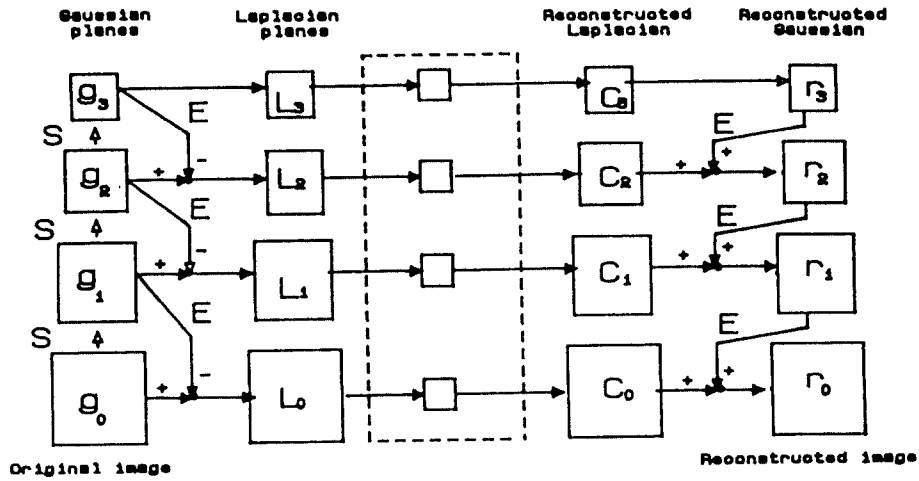 Gaussian planes
Laplacian planes
Reconstructed Laplacian
Reconstructed Gaussian
g3
L3
C3
r3
E
S
E
+
-
+
+
g2
L2
C2
r2
E
S
E
+
-
+
+
g1
L1
C1
r1
E
S
E
+
-
+
+
g0
L0
C0
r0
Original image
Reconstructed image